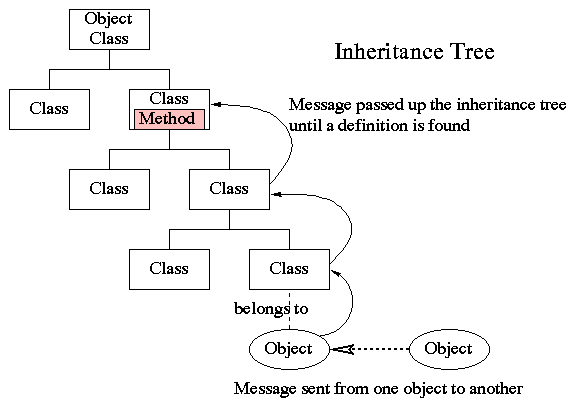 Object
Class
Inheritance Tree
Class
Class
Method
Message passed up the inheritance tree
until a definition is found
Class
Class
Class
Class
belongs to
Object
Object
Message sent from one object to another